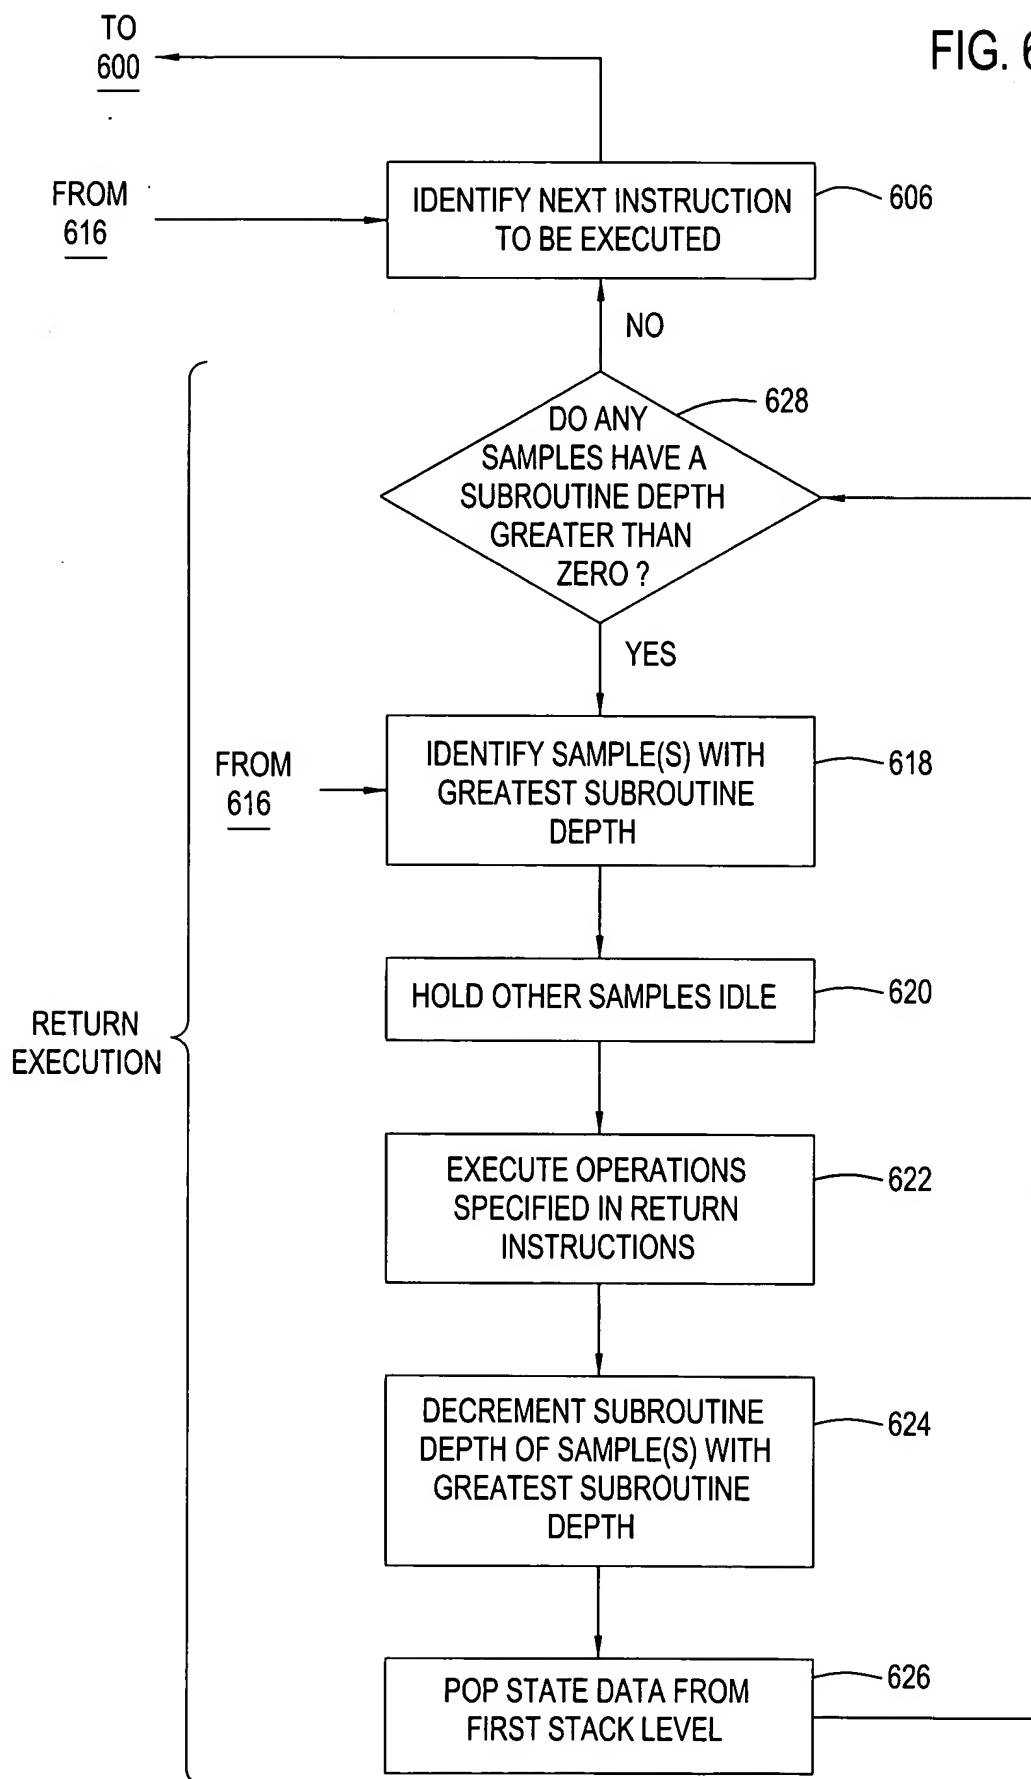 TO
600
FIG. 6
FROM
616
IDENTIFY NEXT INSTRUCTION
TO BE EXECUTED
606
NO
628
DO ANY
SAMPLES HAVE A
SUBROUTINE DEPTH
GREATER THAN
ZERO ?
YES
FROM
616
IDENTIFY SAMPLE(S) WITH
GREATEST SUBROUTINE
DEPTH
618
HOLD OTHER SAMPLES IDLE
620
RETURN
EXECUTION
EXECUTE OPERATIONS
SPECIFIED IN RETURN
INSTRUCTIONS
622
DECREMENT SUBROUTINE
DEPTH OF SAMPLE(S) WITH
GREATEST SUBROUTINE
DEPTH
624
POP STATE DATA FROM
FIRST STACK LEVEL
626